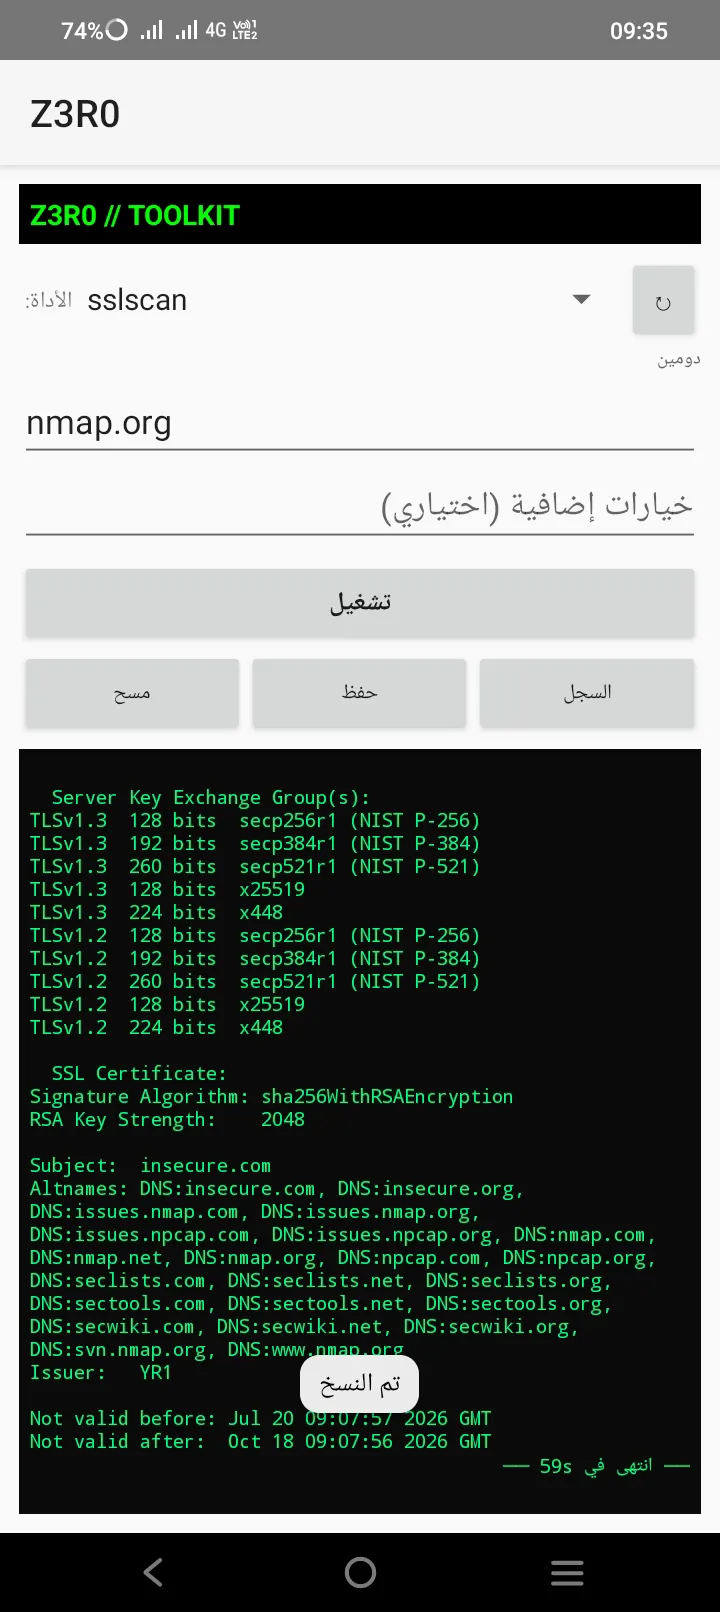 74% 4G VoI)1 LTE2 09:35
Z3R0
Z3R0 // TOOLKIT
الأداة: sslscan ↻
دومين
nmap.org
خيارات إضافية (اختياري)
تشغيل
مسح حفظ السجل
Server Key Exchange Group(s):
TLSv1.3 128 bits secp256r1 (NIST P-256)
TLSv1.3 192 bits secp384r1 (NIST P-384)
TLSv1.3 260 bits secp521r1 (NIST P-521)
TLSv1.3 128 bits x25519
TLSv1.3 224 bits x448
TLSv1.2 128 bits secp256r1 (NIST P-256)
TLSv1.2 192 bits secp384r1 (NIST P-384)
TLSv1.2 260 bits secp521r1 (NIST P-521)
TLSv1.2 128 bits x25519
TLSv1.2 224 bits x448
SSL Certificate:
Signature Algorithm: sha256WithRSAEncryption
RSA Key Strength: 2048
Subject: insecure.com
Altnames: DNS:insecure.com, DNS:insecure.org,
DNS:issues.nmap.com, DNS:issues.nmap.org,
DNS:issues.npcap.com, DNS:issues.npcap.org, DNS:nmap.com,
DNS:nmap.net, DNS:nmap.org, DNS:npcap.com, DNS:npcap.org,
DNS:seclists.com, DNS:seclists.net, DNS:seclists.org,
DNS:sectools.com, DNS:sectools.net, DNS:sectools.org,
DNS:secwiki.com, DNS:secwiki.net, DNS:secwiki.org,
DNS:svn.nmap.org, DNS:www.nmap.org
Issuer: YR1
تم النسخ
Not valid before: Jul 20 09:07:57 2026 GMT
Not valid after: Oct 18 09:07:56 2026 GMT
── انتهى في 59s ──